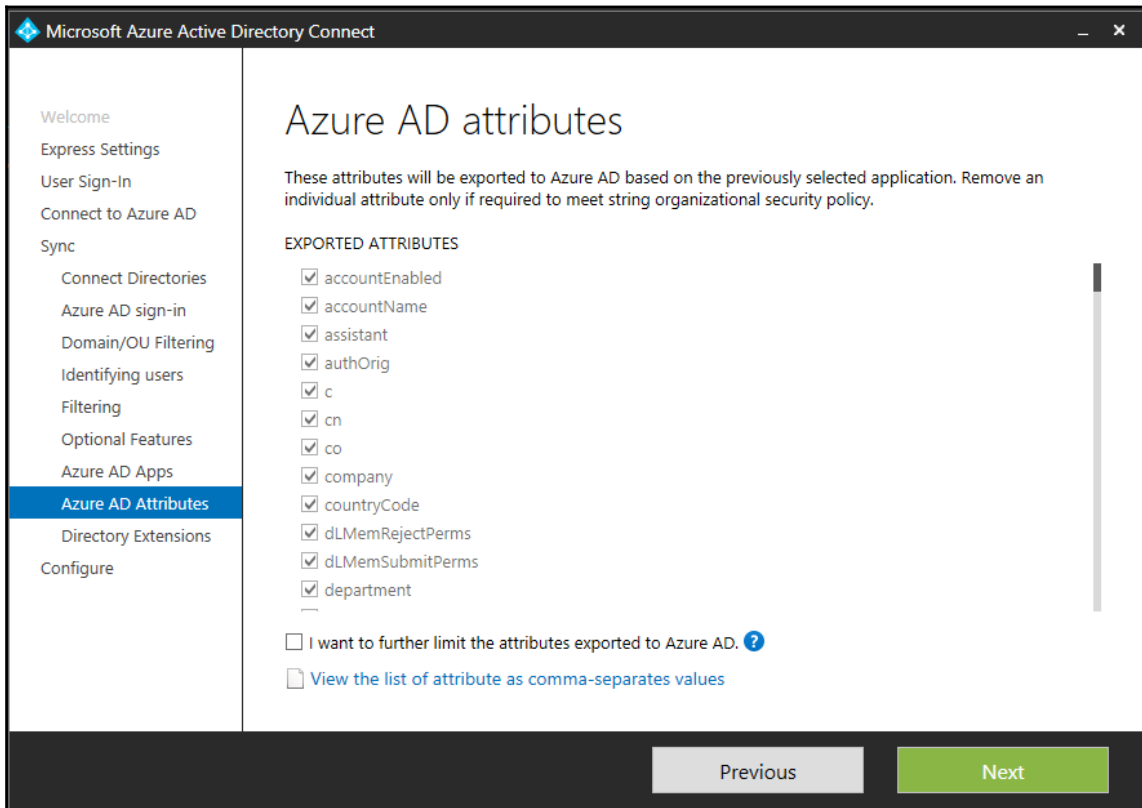 Microsoft Azure Active Directory Connect
Welcome
Express Settings
User Sign-In
Connect to Azure AD
Sync
Connect Directories
Azure AD sign-in
Domain/OU Filtering
Identifying users
Filtering
Optional Features
Azure AD Apps
Azure AD Attributes
Directory Extensions
Configure
Azure AD attributes
These attributes will be exported to Azure AD based on the previously selected application. Remove an
individual attribute only if required to meet string organizational security policy.
EXPORTED ATTRIBUTES
accountEnabled
accountName
assistant
authOrig
c
cn
co
company
countryCode
dLMemRejectPerms
dLMemSubmitPerms
department
I want to further limit the attributes exported to Azure AD. ?
View the list of attribute as comma-separates values
Previous
Next